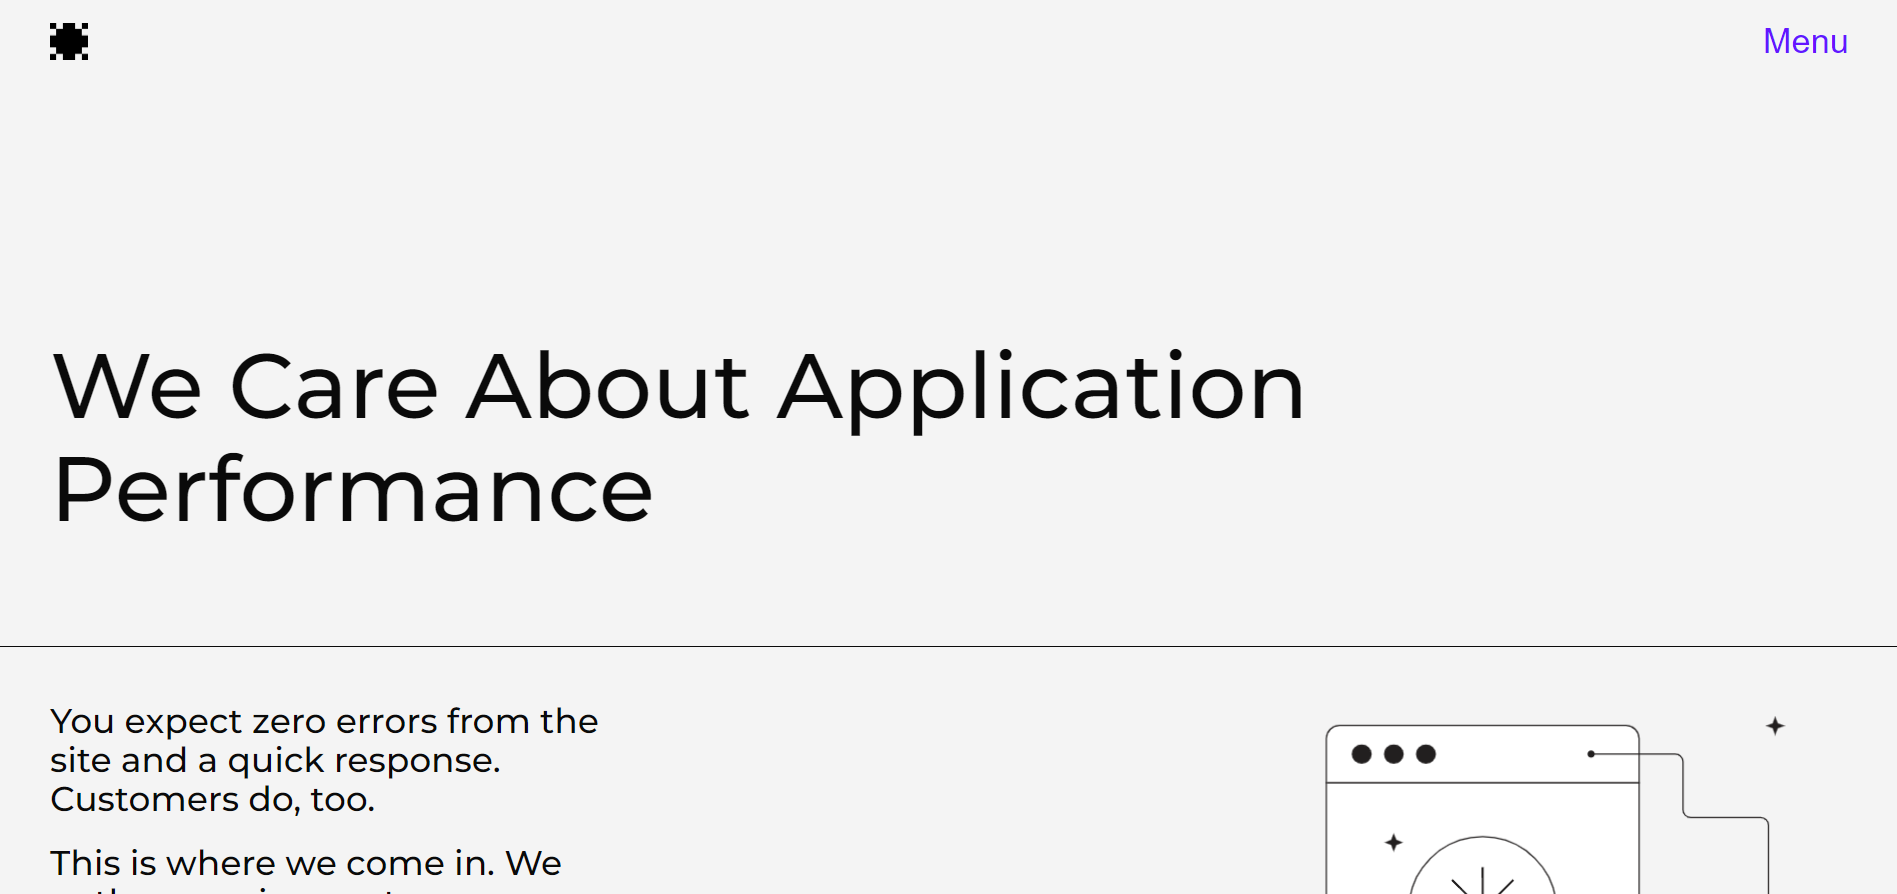 Menu
We Care About Application
Performance
You expect zero errors from the
site and a quick response.
Customers do, too.
This is where we come in. We